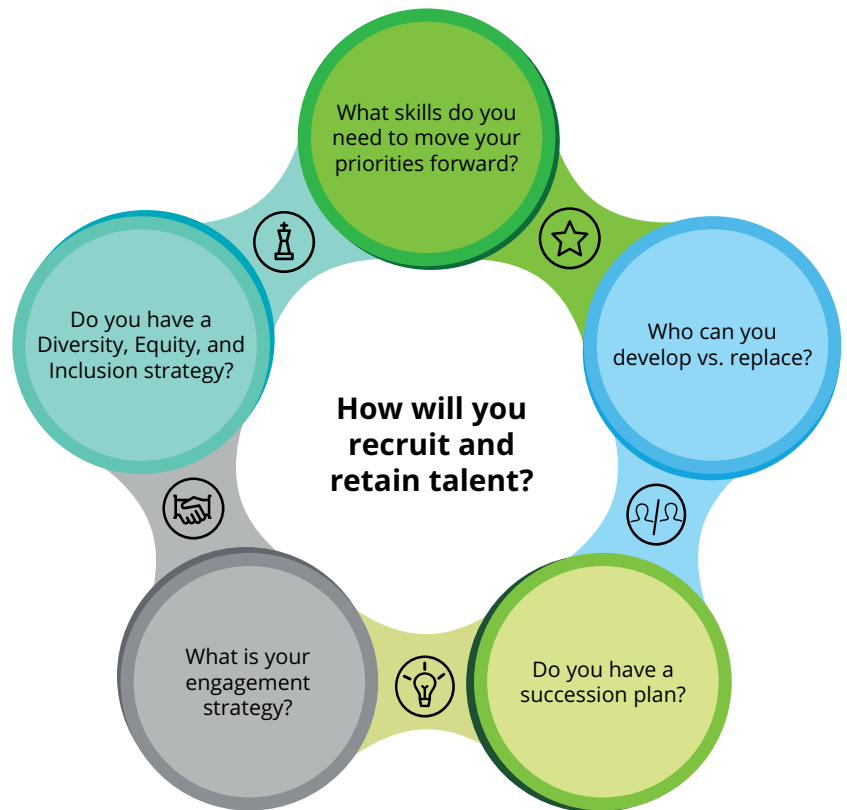 What skills do you
need to move your
priorities forward?
Who can you
develop vs. replace?
Do you have a
succession plan?
What is your
engagement
strategy?
Do you have a
Diversity, Equity, and
Inclusion strategy?
How will you
recruit and
retain talent?